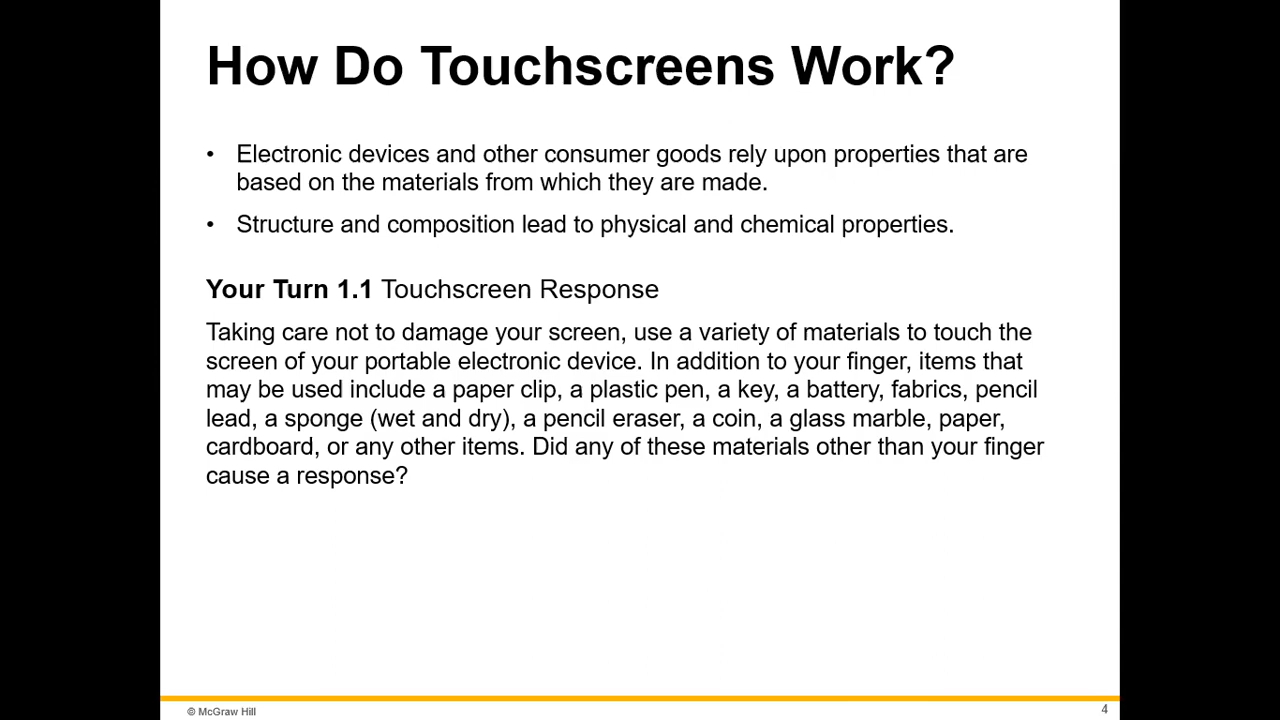 How Do Touchscreens Work?
• Electronic devices and other consumer goods rely upon properties that are
based on the materials from which they are made.
• Structure and composition lead to physical and chemical properties.
Your Turn 1.1 Touchscreen Response
Taking care not to damage your screen, use a variety of materials to touch the
screen of your portable electronic device. In addition to your finger, items that
may be used include a paper clip, a plastic pen, a key, a battery, fabrics, pencil
lead, a sponge (wet and dry), a pencil eraser, a coin, a glass marble, paper,
cardboard, or any other items. Did any of these materials other than your finger
cause a response?
© McGraw Hill
4